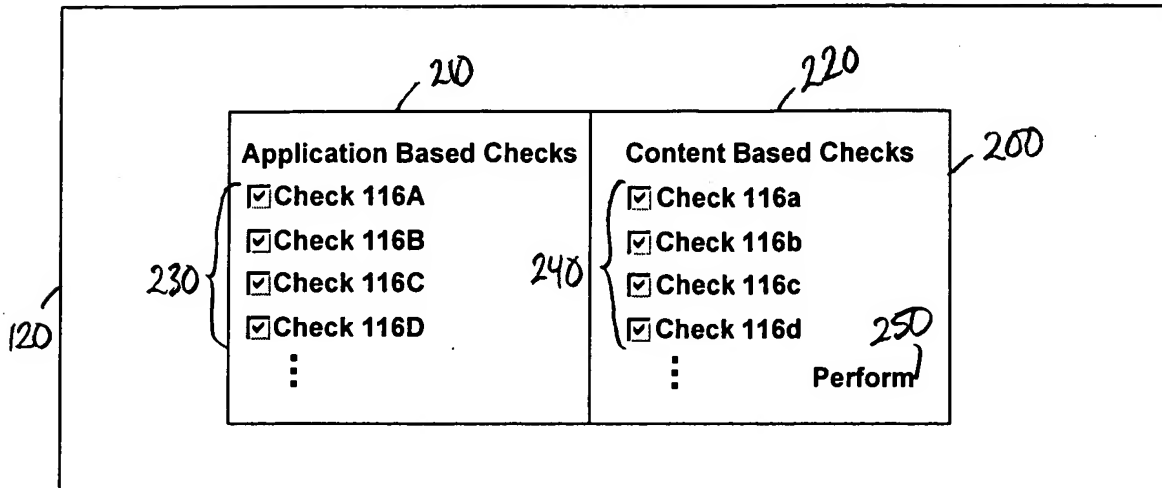 210
220
Application Based Checks
Content Based Checks
200
Check 116A
Check 116a
Check 116B
Check 116b
230
Check 116C
240
Check 116c
120
Check 116D
Check 116d
250
Perform